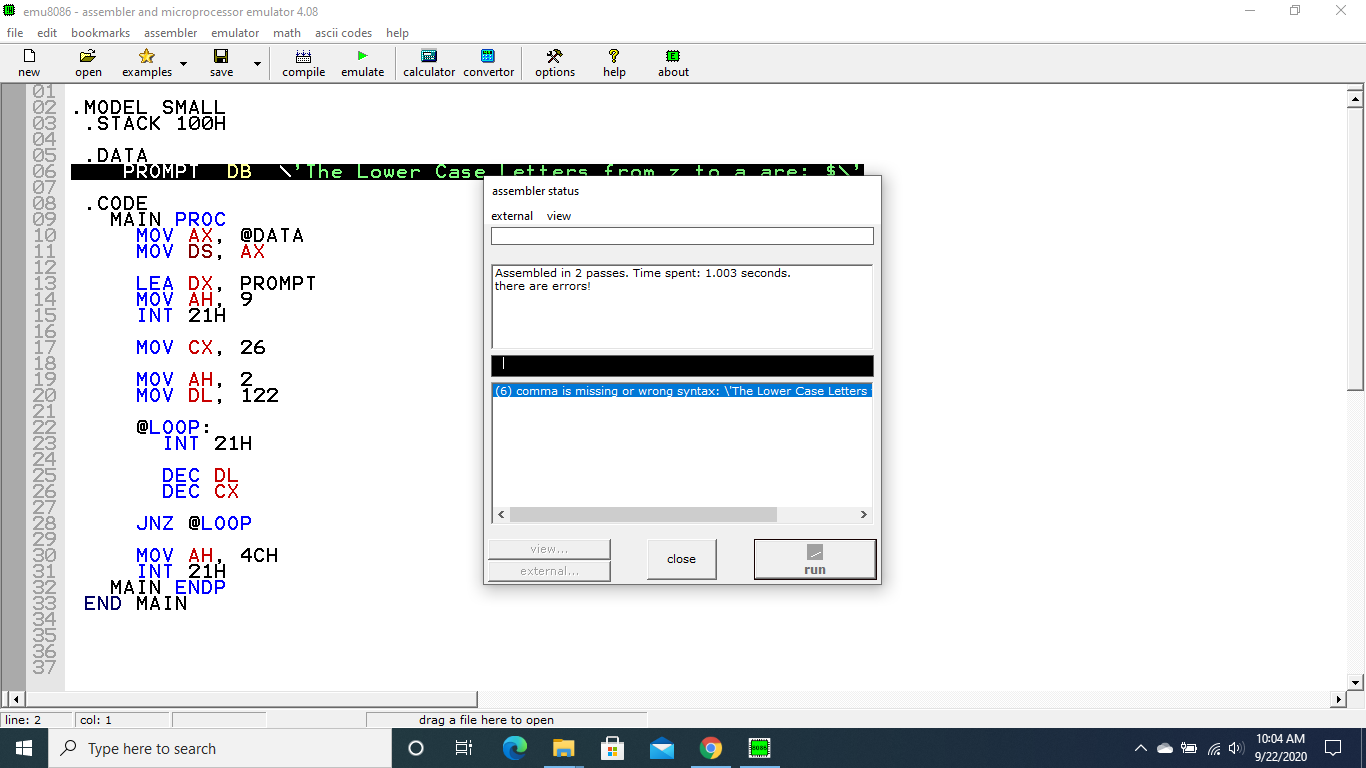 emu8086 - assembler and microprocessor emulator 4.08
file edit bookmarks assembler emulator math ascii codes help
new open examples save compile emulate calculator convertor options help about
01
02 .MODEL SMALL
03 .STACK 100H
04
05 .DATA
06 PROMPT DB \'The Lower Case Letters from z to a are: $\'
07
08 .CODE
09 MAIN PROC
10 MOV AX, @DATA
11 MOV DS, AX
12
13 LEA DX, PROMPT
14 MOV AH, 9
15 INT 21H
16
17 MOV CX, 26
18
19 MOV AH, 2
20 MOV DL, 122
21
22 @LOOP:
23 INT 21H
24
25 DEC DL
26 DEC CX
27
28 JNZ @LOOP
29
30 MOV AH, 4CH
31 INT 21H
32 MAIN ENDP
33 END MAIN
34
35
36
37
assembler status
external view
Assembled in 2 passes. Time spent: 1.003 seconds.
there are errors!
(6) comma is missing or wrong syntax: \'The Lower Case Letters
view...
external...
close
run
line: 2 col: 1 drag a file here to open
Type here to search
8086
10:04 AM
9/22/2020